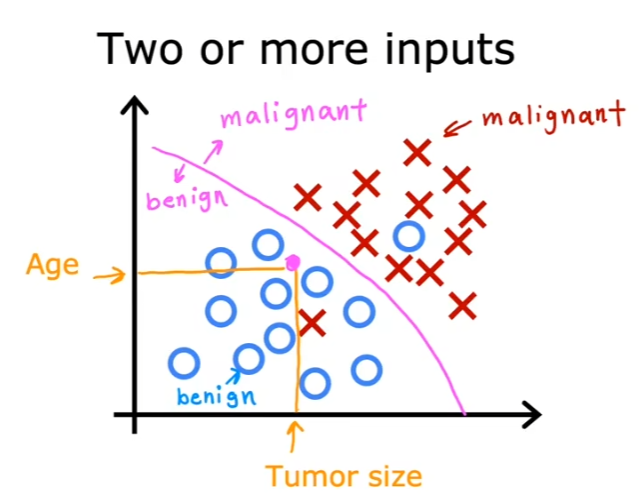 Two or more inputs
malignant
malignant
benign
Age
benign
Tumor size